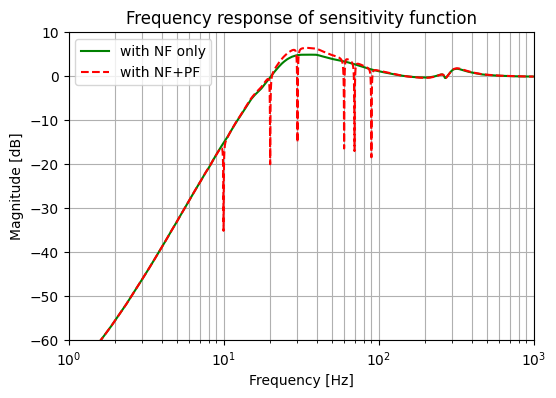 Frequency response of sensitivity function
with NF only
with NF+PF
Magnitude [dB]
10
0
−10
−20
−30
−40
−50
−60
10⁰
10¹
10²
10³
Frequency [Hz]